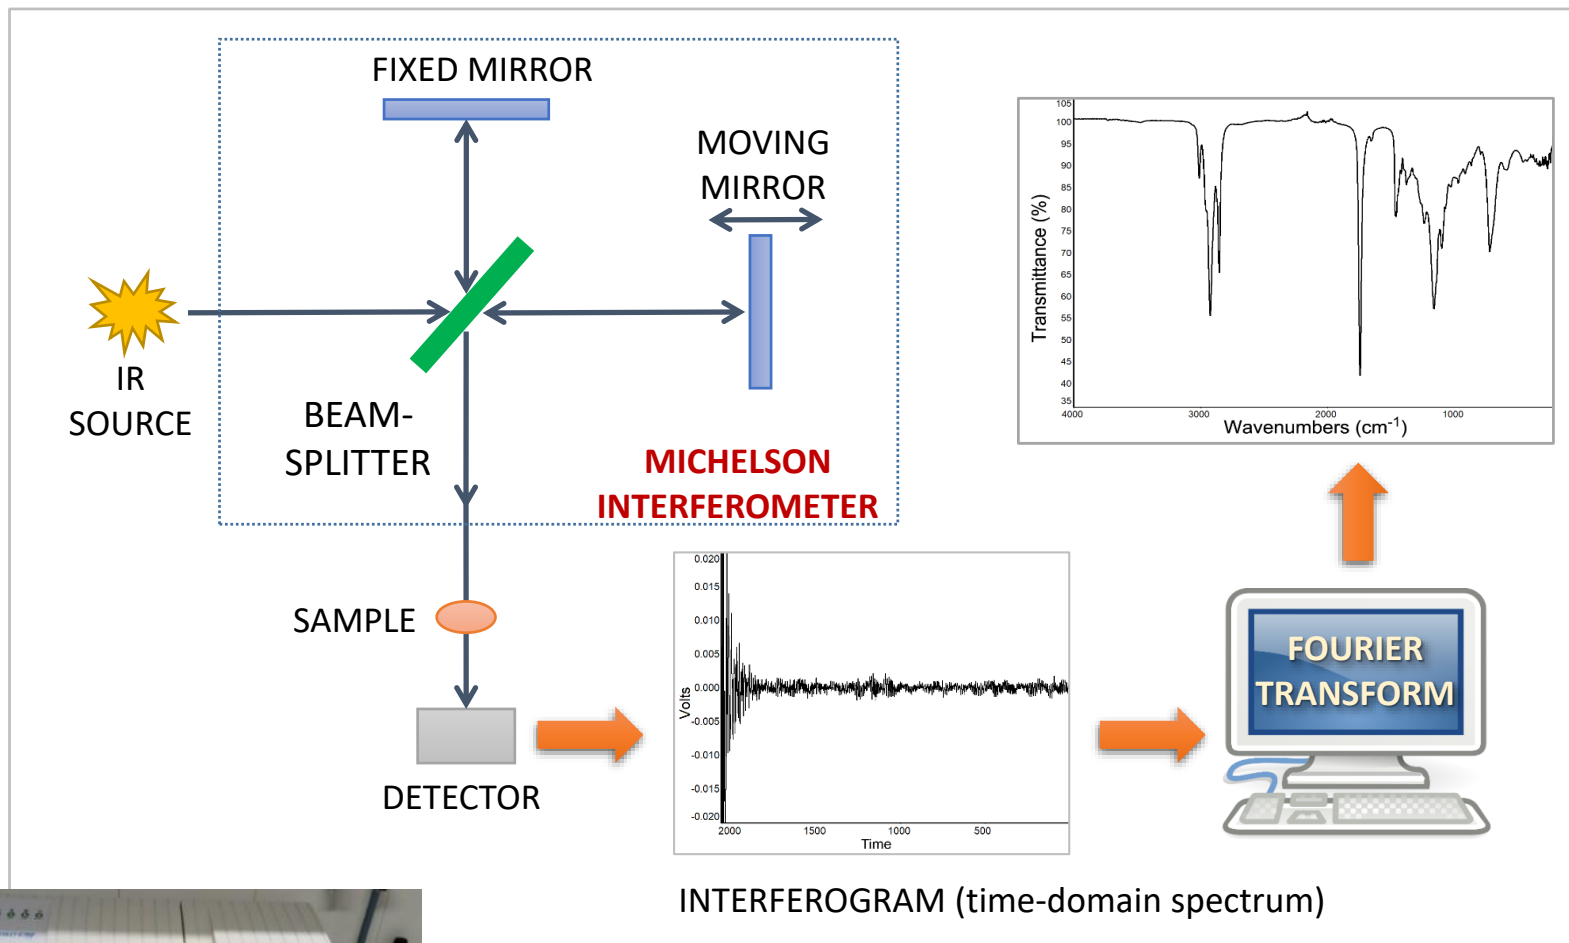 FIXED MIRROR
MOVING
MIRROR
IR
SOURCE
BEAM-
SPLITTER
MICHELSON
INTERFEROMETER
SAMPLE
DETECTOR
0.020
0.015
0.010
0.005
0.000
-0.005
-0.010
-0.015
-0.020
Volts
2000 1500 1000 500
Time
INTERFEROGRAM (time-domain spectrum)
FOURIER
TRANSFORM
105
100
95
90
85
80
75
70
65
60
55
50
45
40
35
Transmittance (%)
4000 3000 2000 1000
Wavenumbers (cm-1)